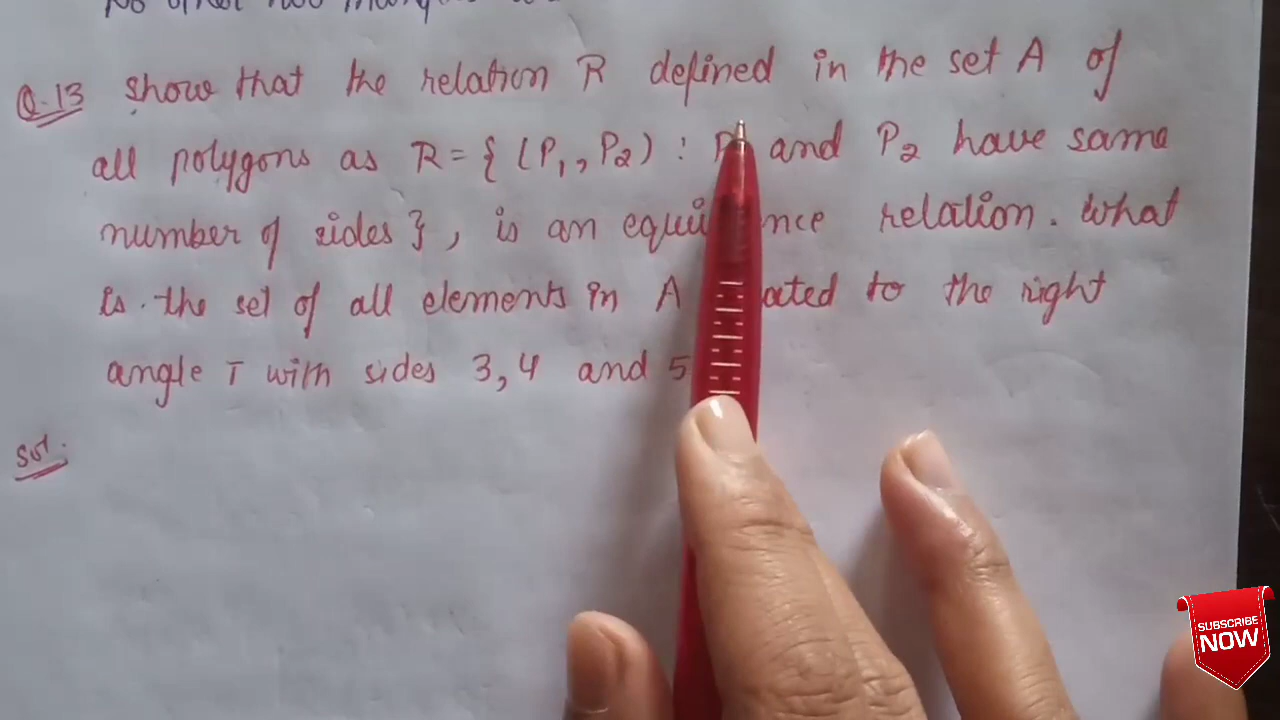 Q.13 show that the relation R defined in the set A of
all polygons as R = { (P₁, P₂) : P and P₂ have same
number of sides }, is an equi nce relation. What
is the set of all elements in A ated to the right
angle T with sides 3, 4 and 5
Sol.
SUBSCRIBE
NOW